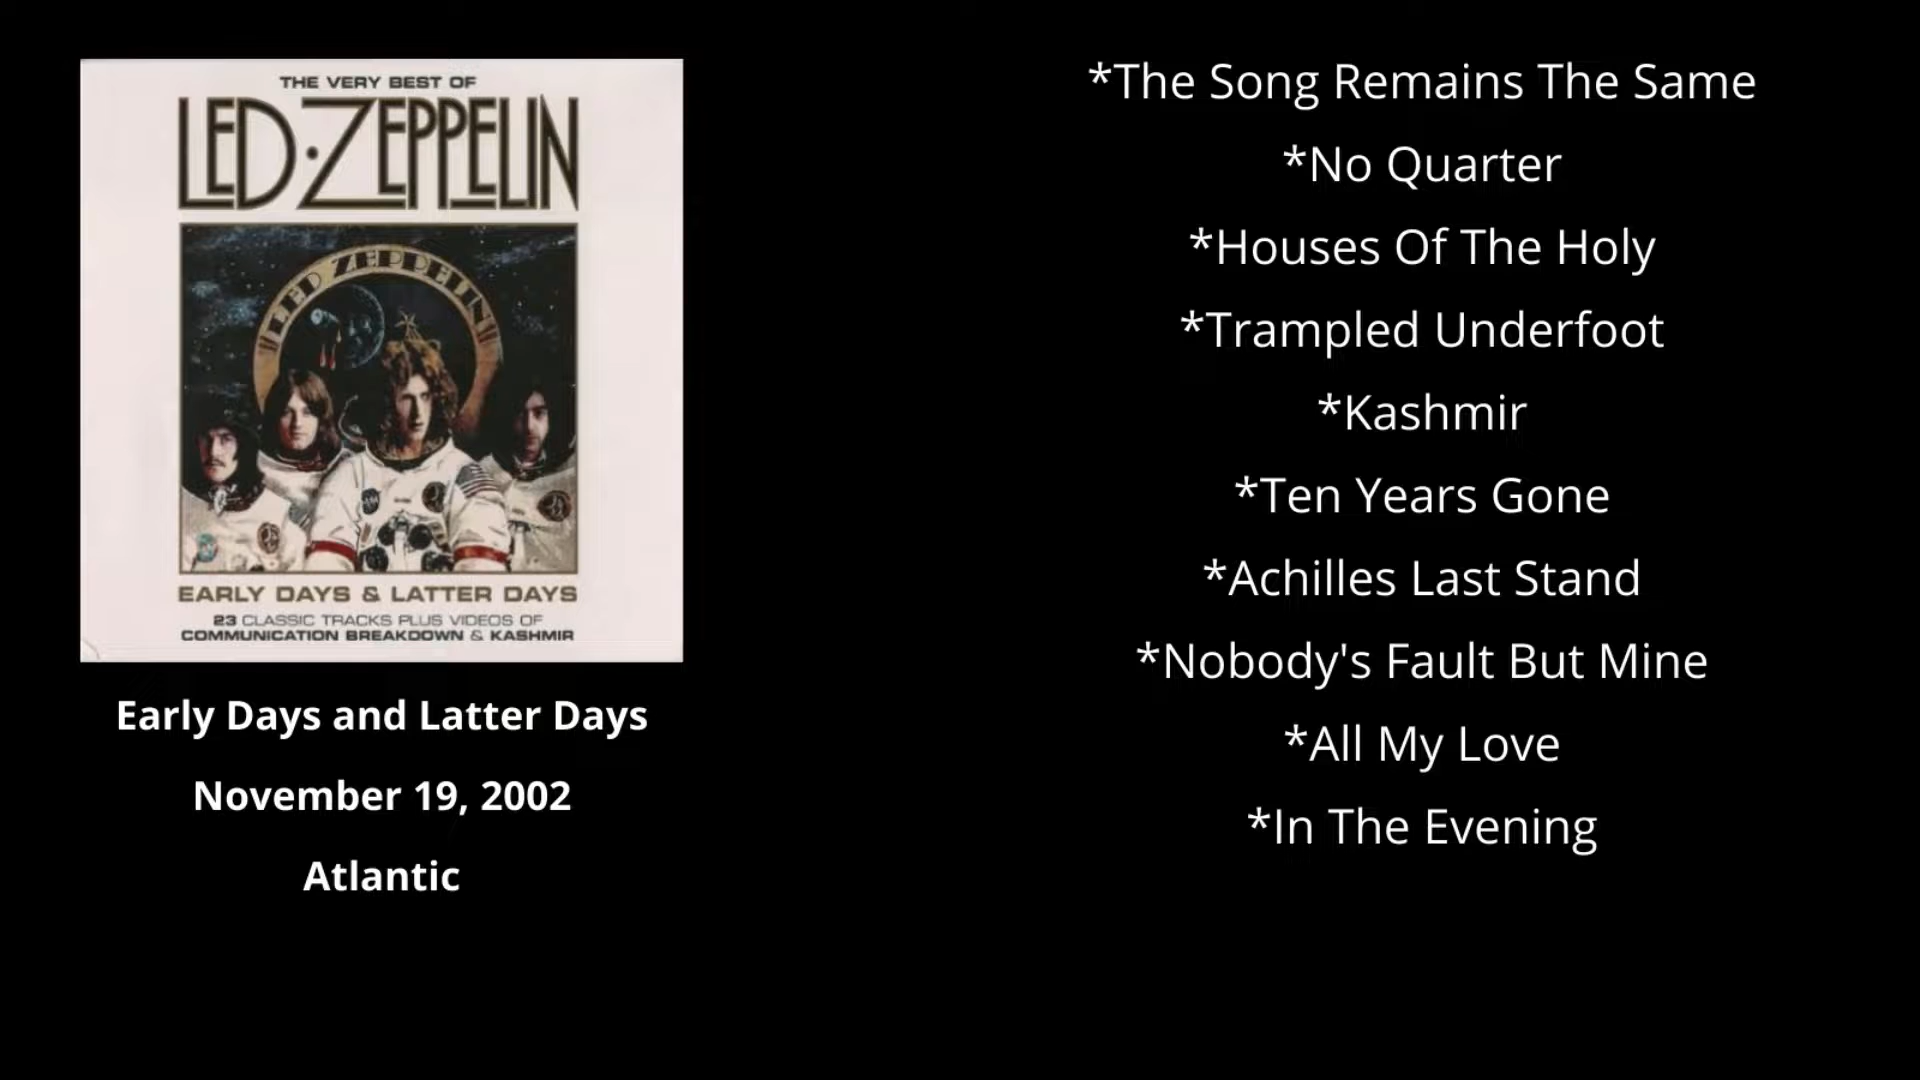 THE VERY BEST OF
LED·ZEPPELIN
LED ZEPPELIN
EARLY DAYS & LATTER DAYS
23 CLASSIC TRACKS PLUS VIDEOS OF
COMMUNICATION BREAKDOWN & KASHMIR
Early Days and Latter Days
November 19, 2002
Atlantic
*The Song Remains The Same
*No Quarter
*Houses Of The Holy
*Trampled Underfoot
*Kashmir
*Ten Years Gone
*Achilles Last Stand
*Nobody's Fault But Mine
*All My Love
*In The Evening